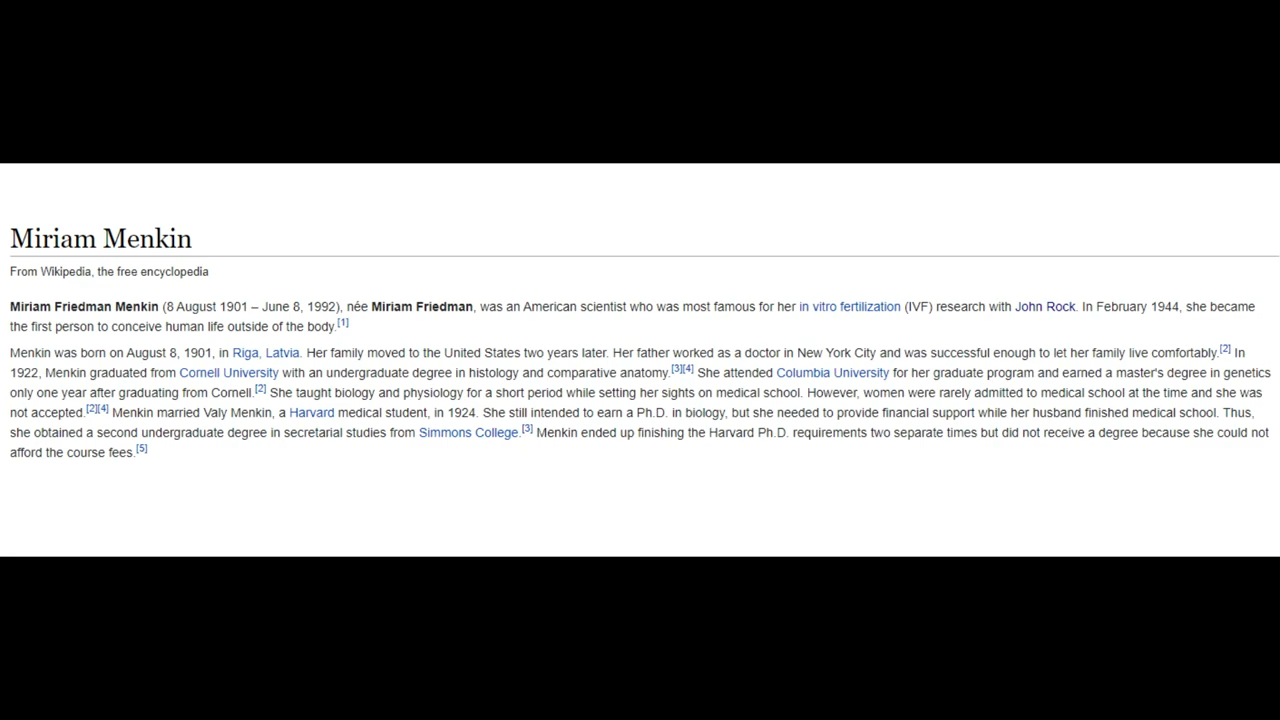 Miriam Menkin
From Wikipedia, the free encyclopedia
Miriam Friedman Menkin (8 August 1901 – June 8, 1992), née Miriam Friedman, was an American scientist who was most famous for her in vitro fertilization (IVF) research with John Rock. In February 1944, she became
the first person to conceive human life outside of the body.[1]
Menkin was born on August 8, 1901, in Riga, Latvia. Her family moved to the United States two years later. Her father worked as a doctor in New York City and was successful enough to let her family live comfortably.[2] In
1922, Menkin graduated from Cornell University with an undergraduate degree in histology and comparative anatomy.[3][4] She attended Columbia University for her graduate program and earned a master's degree in genetics
only one year after graduating from Cornell.[2] She taught biology and physiology for a short period while setting her sights on medical school. However, women were rarely admitted to medical school at the time and she was
not accepted.[2][4] Menkin married Valy Menkin, a Harvard medical student, in 1924. She still intended to earn a Ph.D. in biology, but she needed to provide financial support while her husband finished medical school. Thus,
she obtained a second undergraduate degree in secretarial studies from Simmons College.[3] Menkin ended up finishing the Harvard Ph.D. requirements two separate times but did not receive a degree because she could not
afford the course fees.[5]